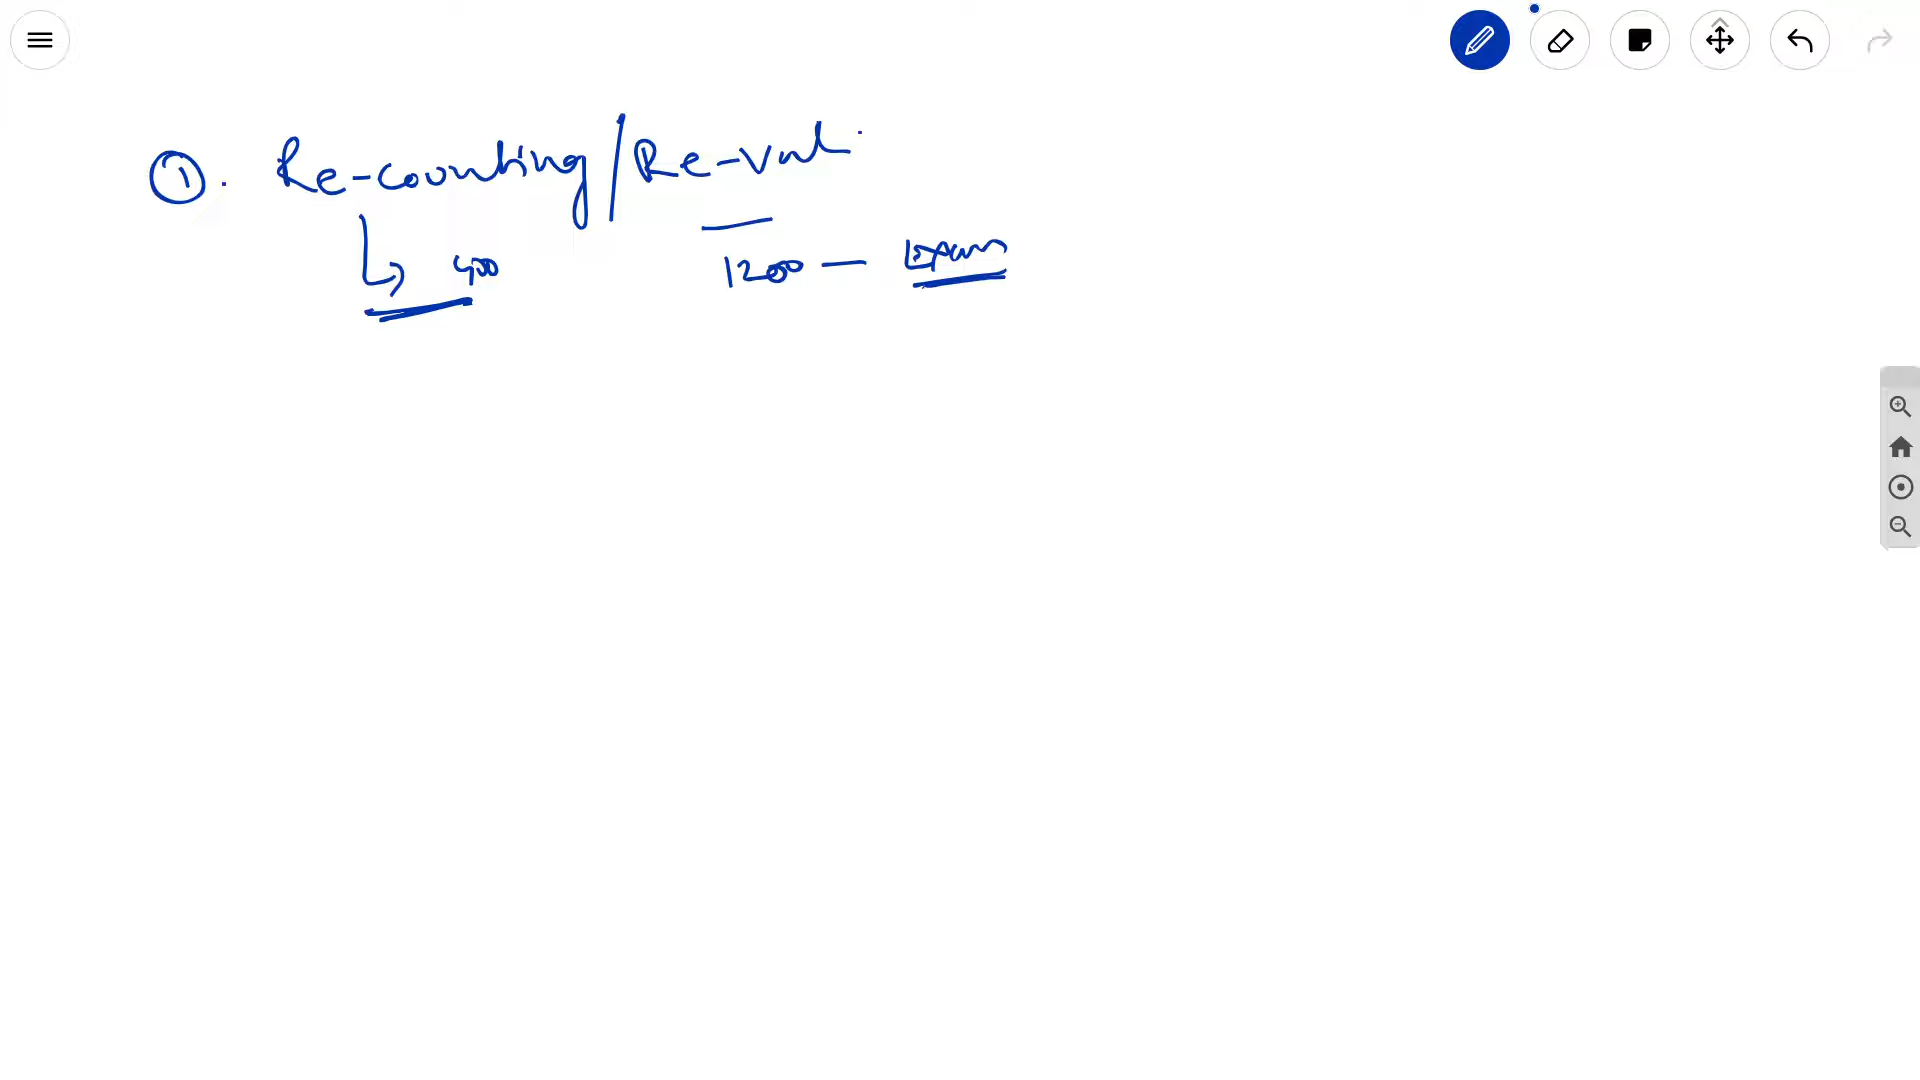 ① . Re-counting/Re-Val.
400 1200 — Exam